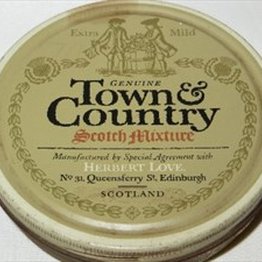 Extra Mild
GENUINE
Town &
Country
Scotch Mixture
Manufactured by Special Agreement with
HERBERT LOVE,
No 31, Queensferry St, Edinburgh
SCOTLAND